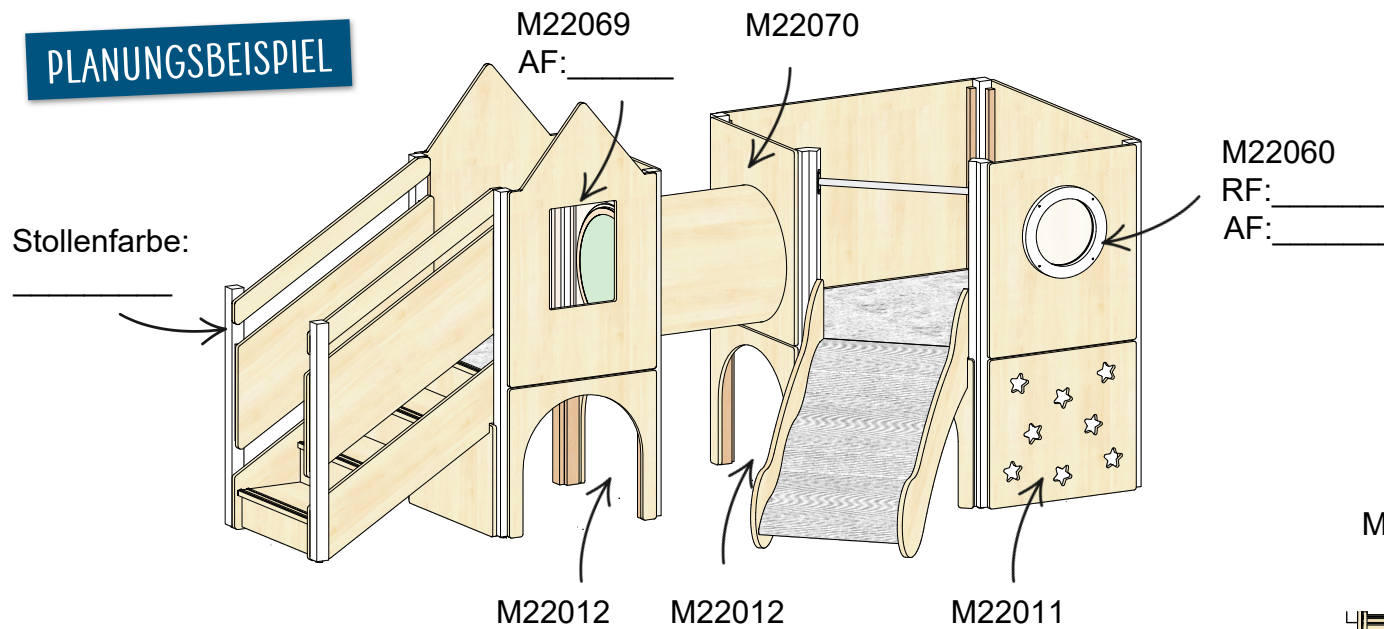 PLANUNGSBEISPIEL
M22069
AF:______
M22070
M22060
RF:______
AF:______
Stollenfarbe:
_________
M22012
M22012
M22011
M